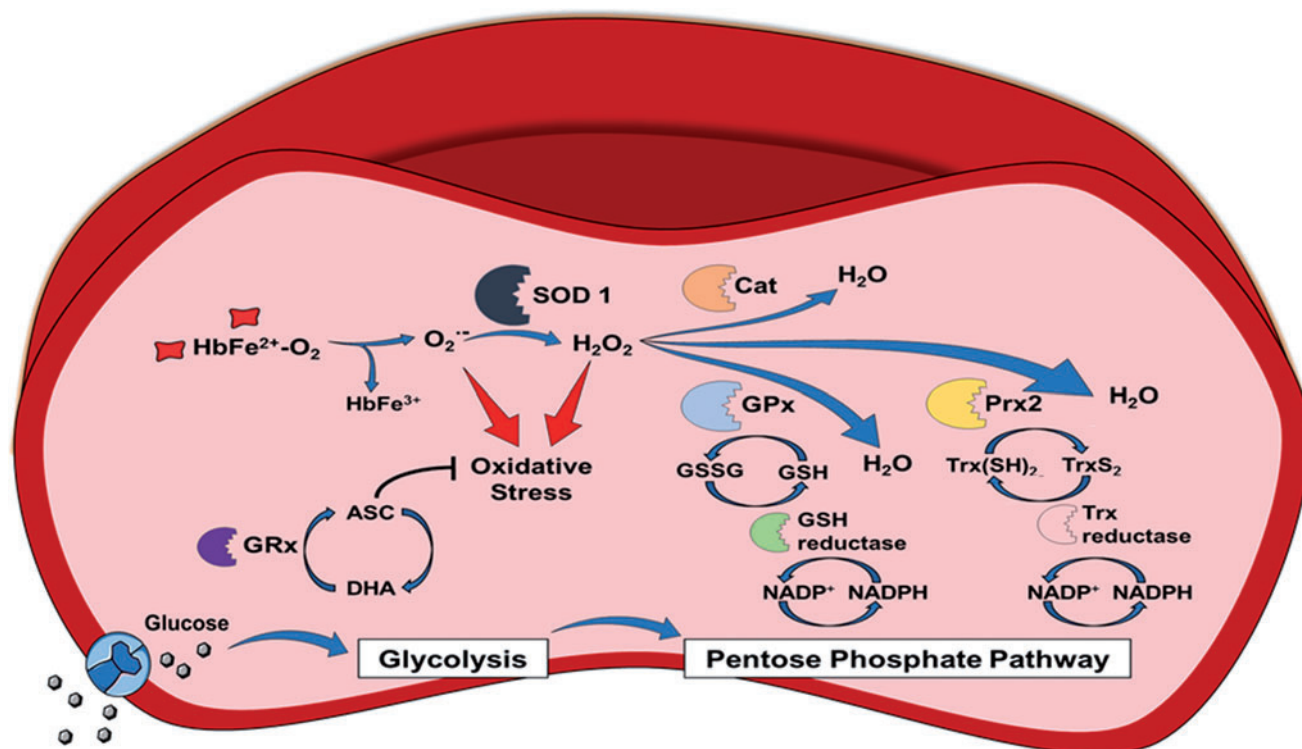 SOD 1
Cat
H₂O
HbFe²⁺-O₂
O₂˙⁻
H₂O₂
HbFe³⁺
GPx
Prx2
H₂O
Oxidative
Stress
GSSG
GSH
H₂O
Trx(SH)₂
TrxS₂
ASC
GRx
DHA
GSH
reductase
Trx
reductase
NADP⁺
NADPH
NADP⁺
NADPH
Glucose
Glycolysis
Pentose Phosphate Pathway